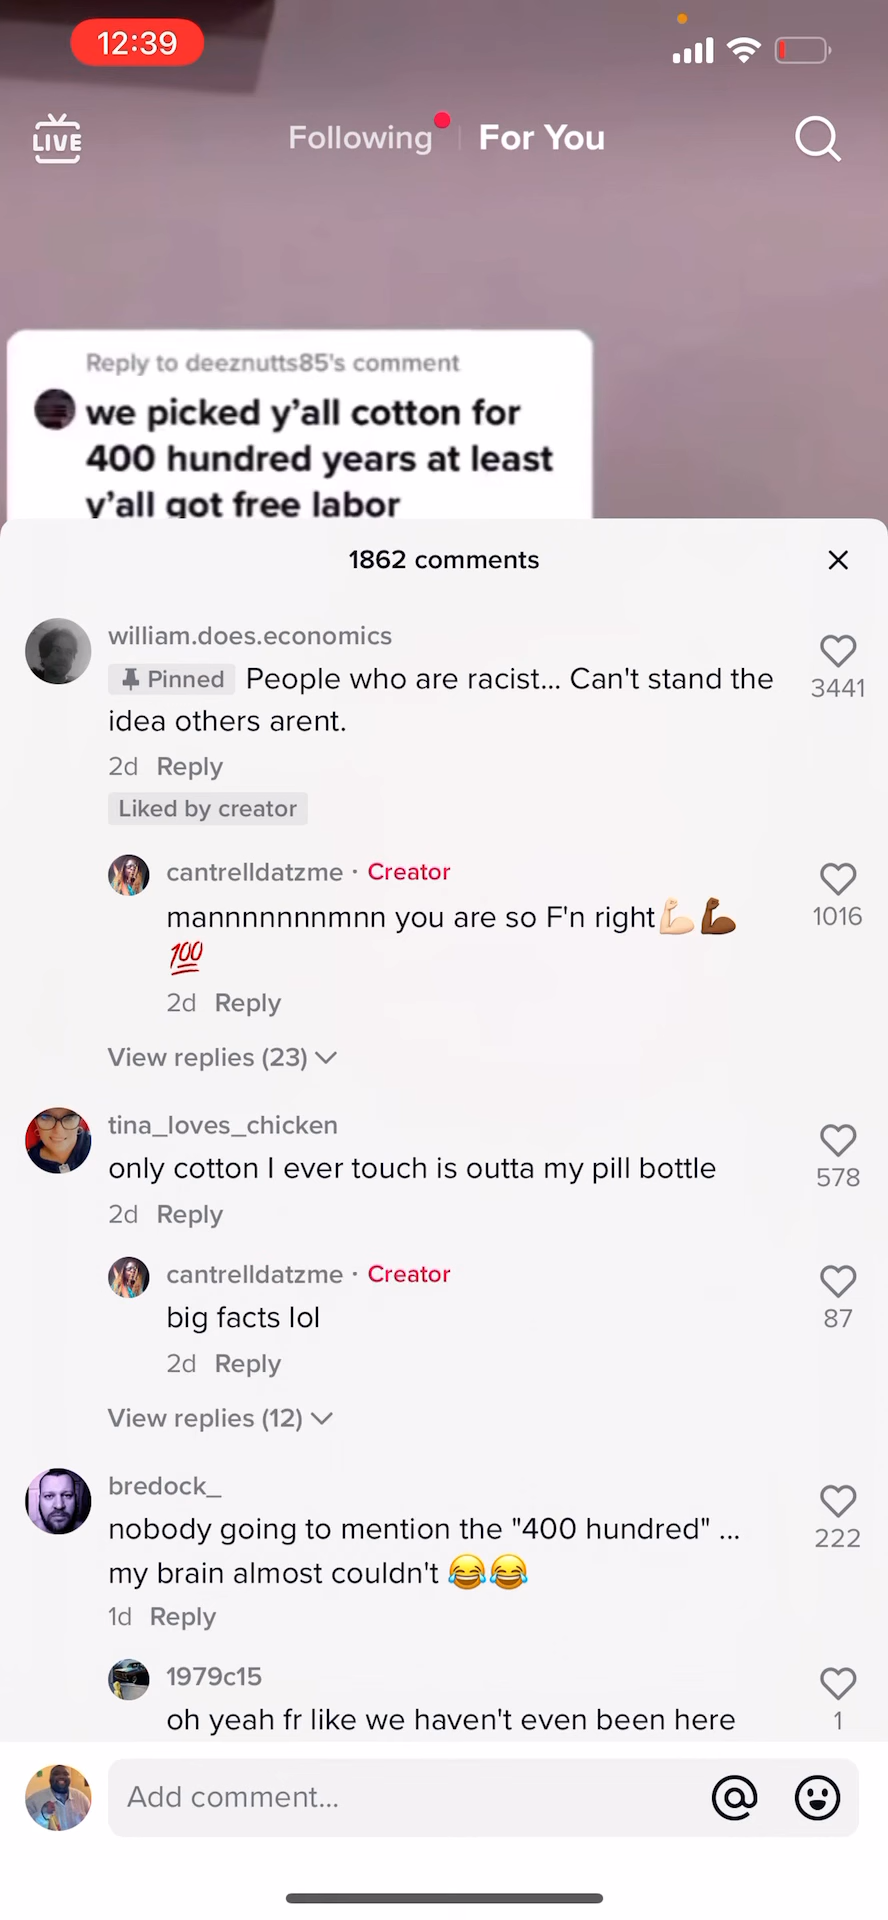 12:39
LIVE
Following
For You
Reply to deeznutts85's comment
we picked y'all cotton for
400 hundred years at least
y'all got free labor
1862 comments
william.does.economics
Pinned People who are racist... Can't stand the
idea others arent.
3441
2d Reply
Liked by creator
cantrelldatzme · Creator
mannnnnnnmnn you are so F'n right💪🏻💪🏾
💯
1016
2d Reply
View replies (23)
tina_loves_chicken
only cotton I ever touch is outta my pill bottle
578
2d Reply
cantrelldatzme · Creator
big facts lol
87
2d Reply
View replies (12)
bredock_
nobody going to mention the "400 hundred" ...
my brain almost couldn't 😂😂
222
1d Reply
1979c15
oh yeah fr like we haven't even been here
1
Add comment...